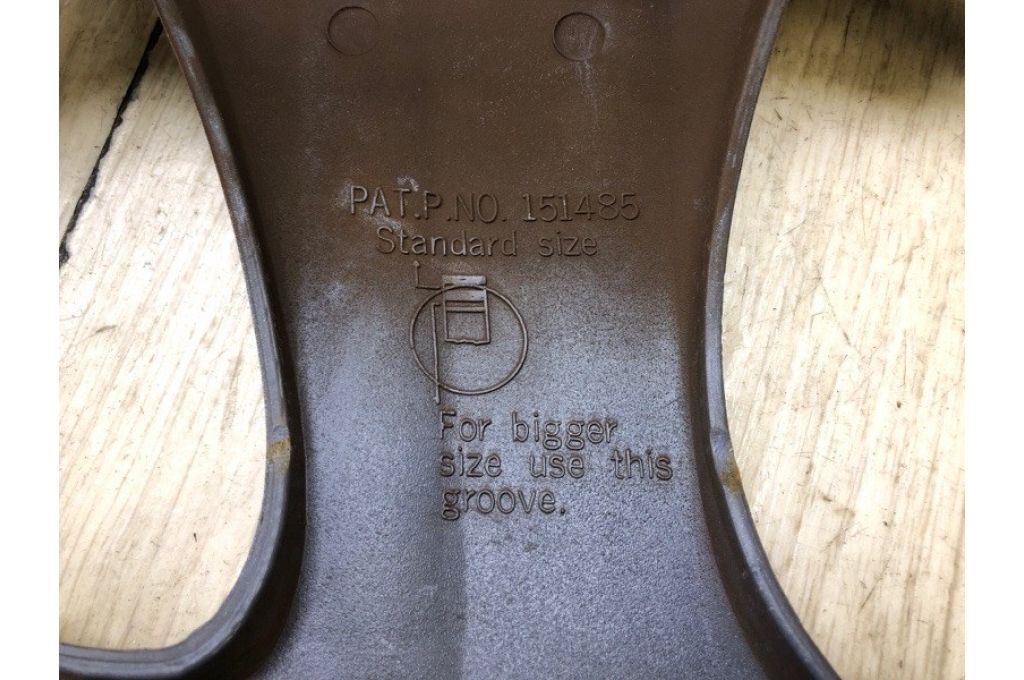 PAT.P.NO. 151485
Standard size
For bigger
size use this
groove.